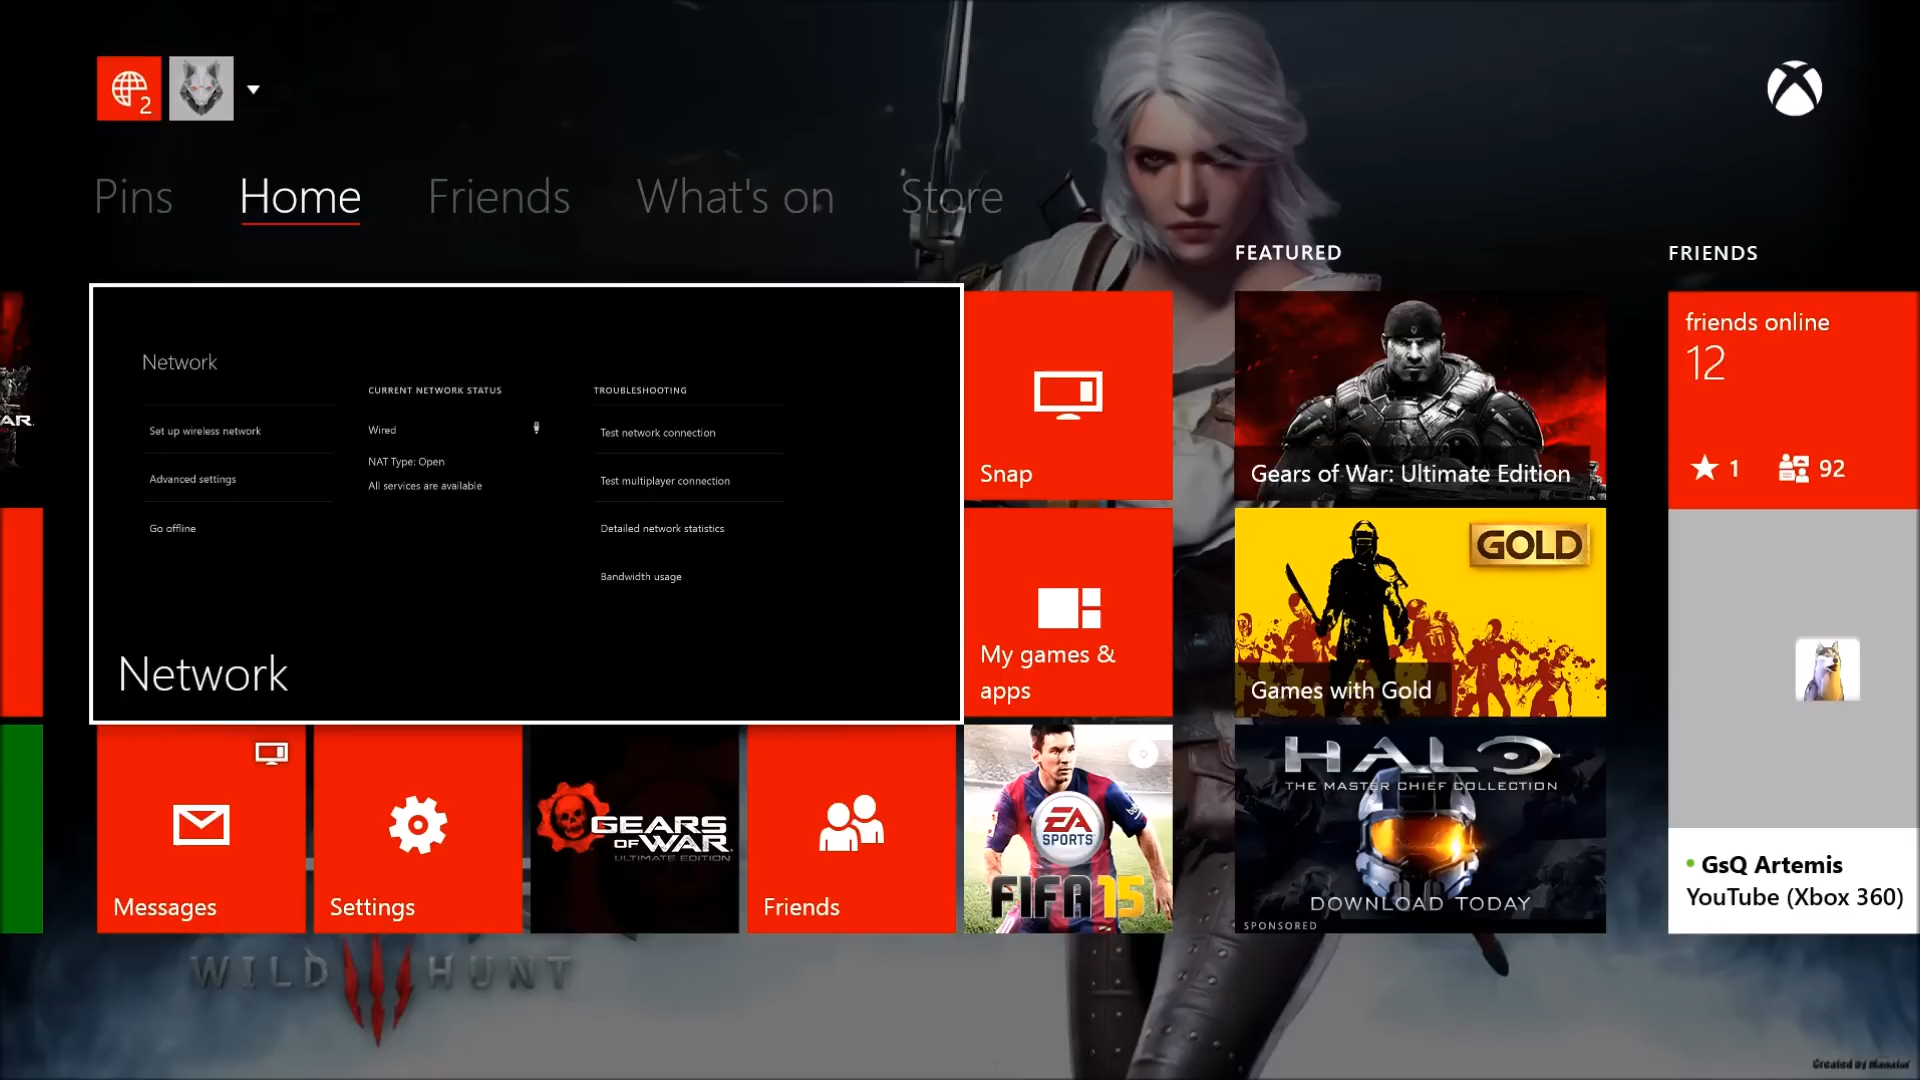 2
Pins
Home
Friends
What's on
Store
FEATURED
FRIENDS
Network
Set up wireless network
Advanced settings
Go offline
CURRENT NETWORK STATUS
Wired
NAT Type: Open
All services are available
TROUBLESHOOTING
Test network connection
Test multiplayer connection
Detailed network statistics
Bandwidth usage
Network
AR
Snap
My games &
apps
Gears of War: Ultimate Edition
GOLD
Games with Gold
friends online
12
1
92
Messages
Settings
GEARS
OF WAR
ULTIMATE EDITION
Friends
EA
SPORTS
FIFA 15
HALO
THE MASTER CHIEF COLLECTION
DOWNLOAD TODAY
SPONSORED
GsQ Artemis
YouTube (Xbox 360)
WILD HUNT
Created by